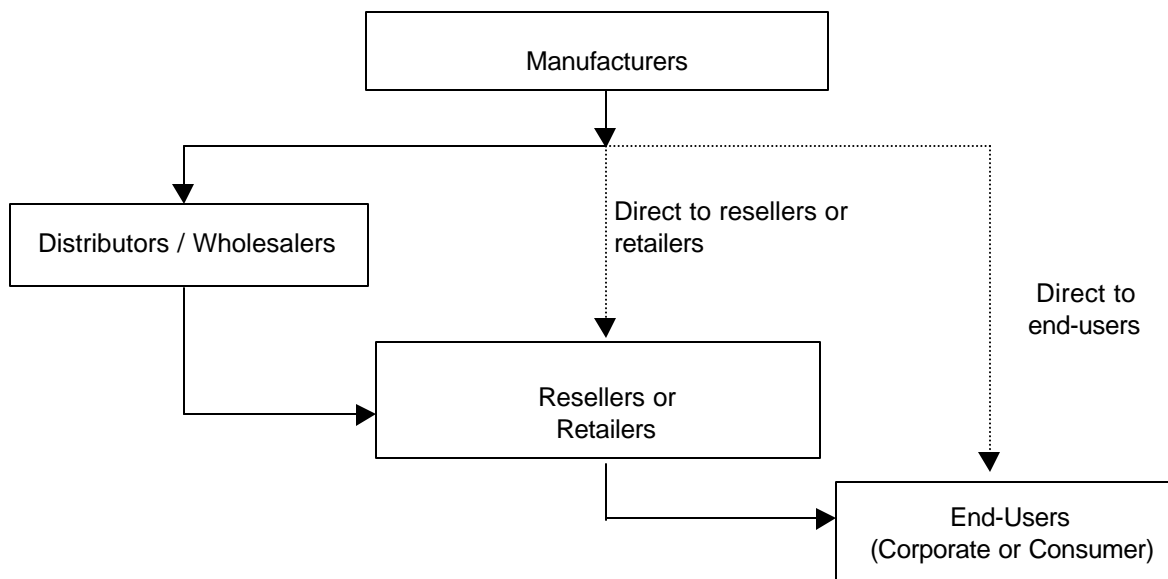 Manufacturers
Distributors / Wholesalers
Direct to resellers or
retailers
Direct to
end-users
Resellers or
Retailers
End-Users
(Corporate or Consumer)